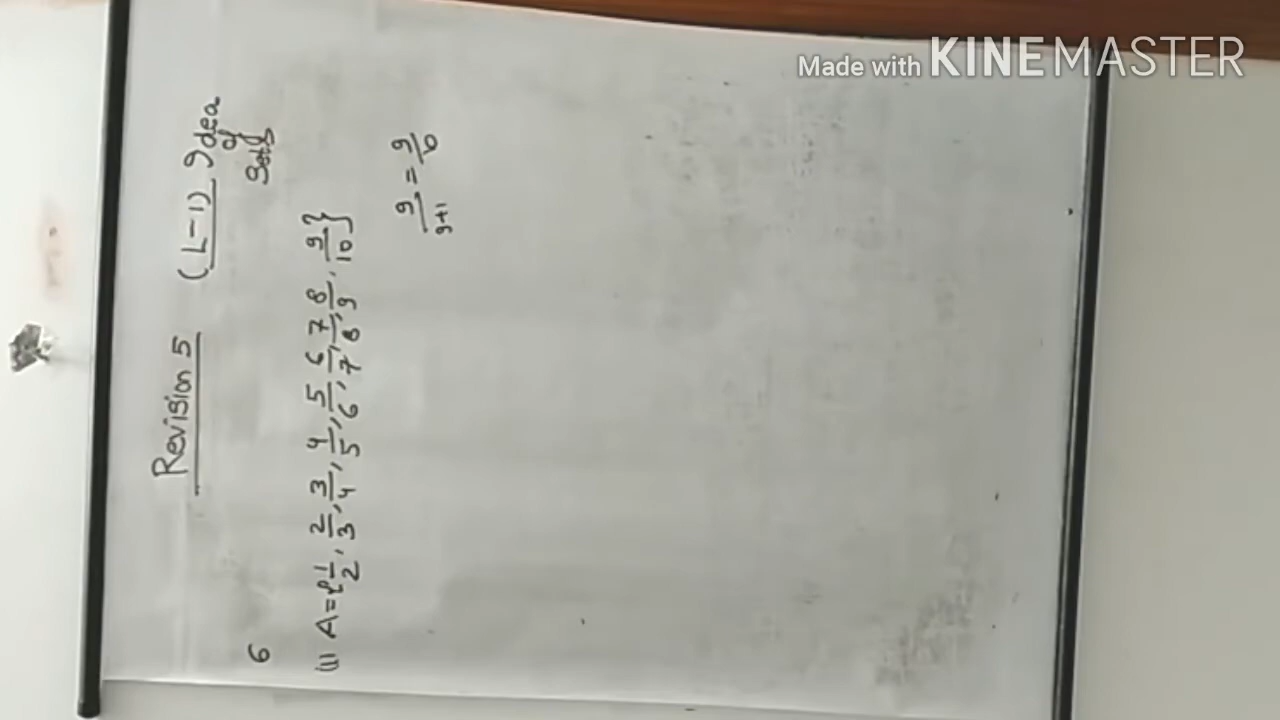 Made with KINEMASTER
Revision 5 (L-1) Idea
of
Sets
6
(1) A={1/2, 2/3, 3/4, 4/5, 5/6, 6/7, 7/8, 8/9, 9/10}
9/9+1 = 9/10